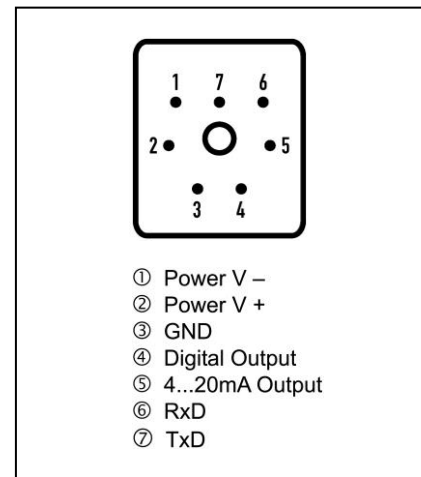 1 7 6
2 5
3 4
① Power V –
② Power V +
③ GND
④ Digital Output
⑤ 4...20mA Output
⑥ RxD
⑦ TxD